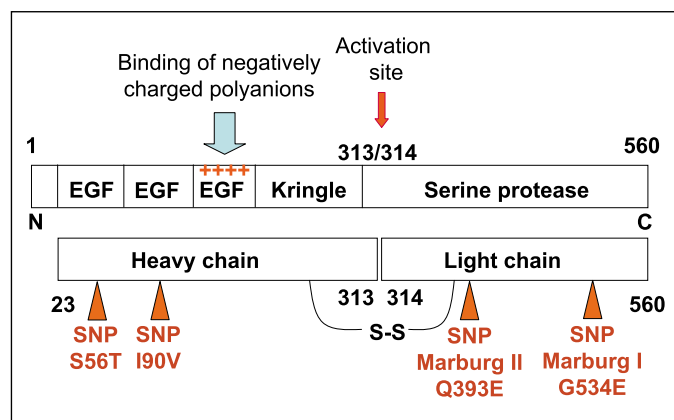 Binding of negatively
charged polyanions
Activation
site
1
313/314
560
++++
EGF
EGF
EGF
Kringle
Serine protease
N
C
Heavy chain
Light chain
23
313
314
560
S-S
SNP
S56T
SNP
I90V
SNP
Marburg II
Q393E
SNP
Marburg I
G534E